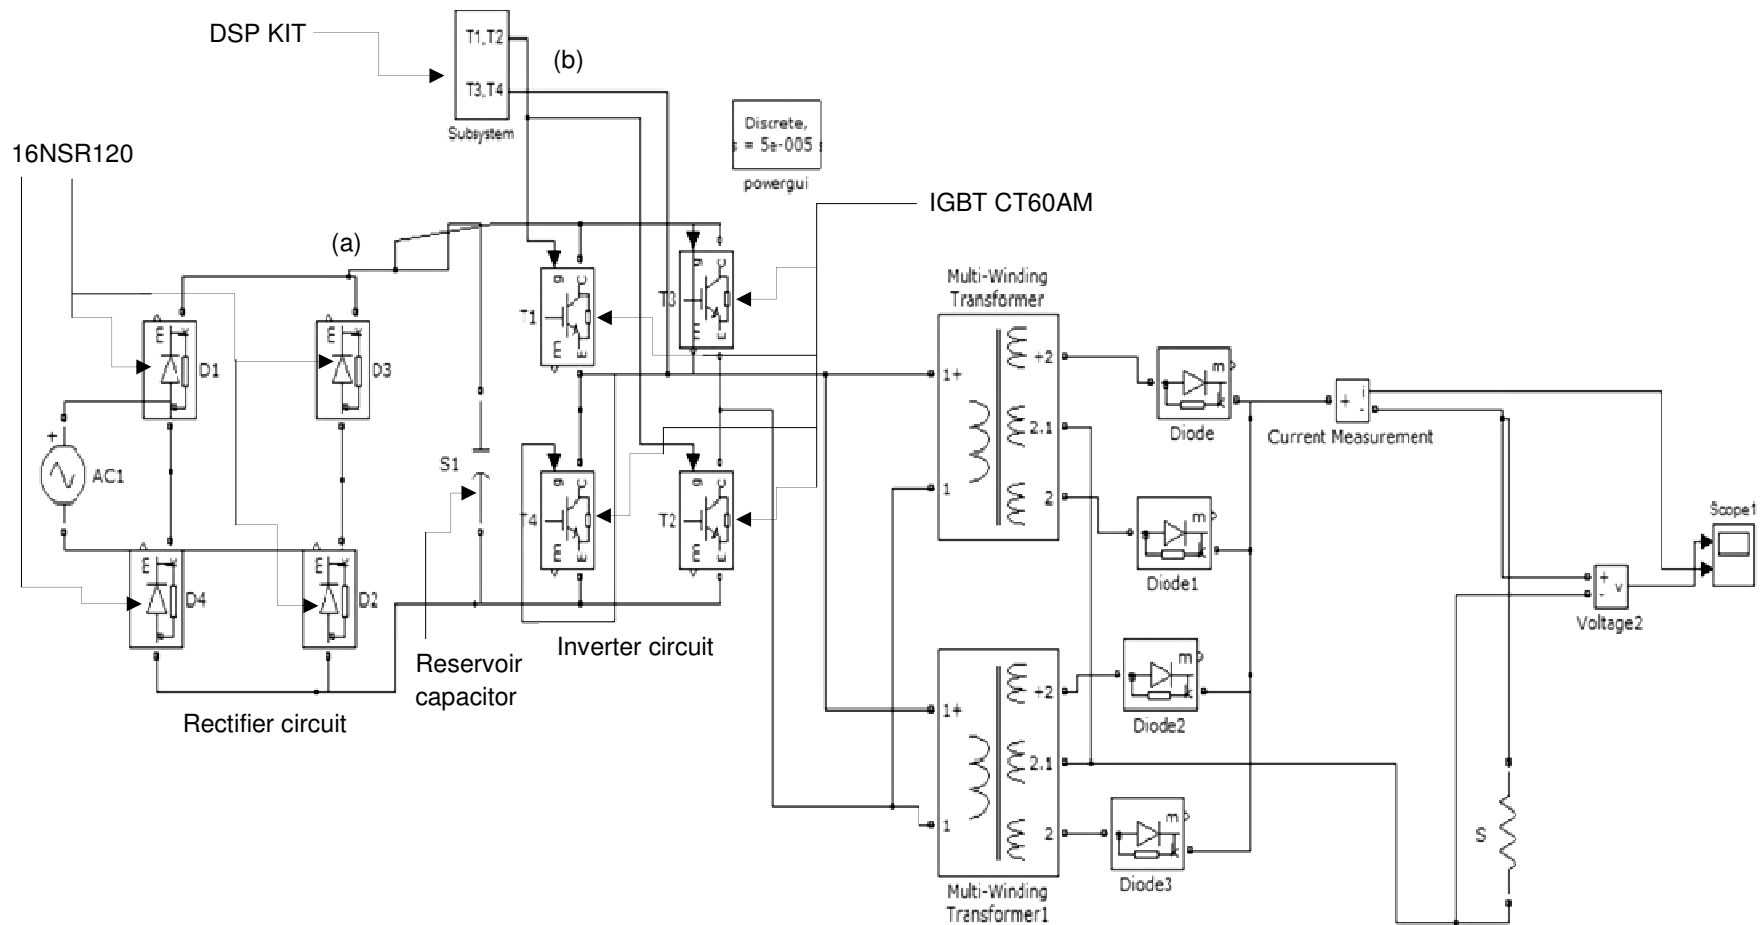 DSP KIT
T1,T2
(b)
T3,T4
Subsystem
Discrete,
s = 5e-005 s
powergui
16NSR120
IGBT CT60AM
(a)
g
C
T1
m
E
g
C
T3
m
E
Multi-Winding
Transformer
m
k
D1
m
k
D3
1+
+2
2.1
1
2
m
k
Diode
+
i
-
Current Measurement
+
AC1
S1
g
C
T4
m
E
g
C
T2
m
E
m
k
Diode1
Scope1
m
k
D4
m
k
D2
+
-
v
Voltage2
Reservoir
capacitor
Inverter circuit
Rectifier circuit
1+
+2
2.1
1
2
m
k
Diode2
m
k
Diode3
S
Multi-Winding
Transformer1